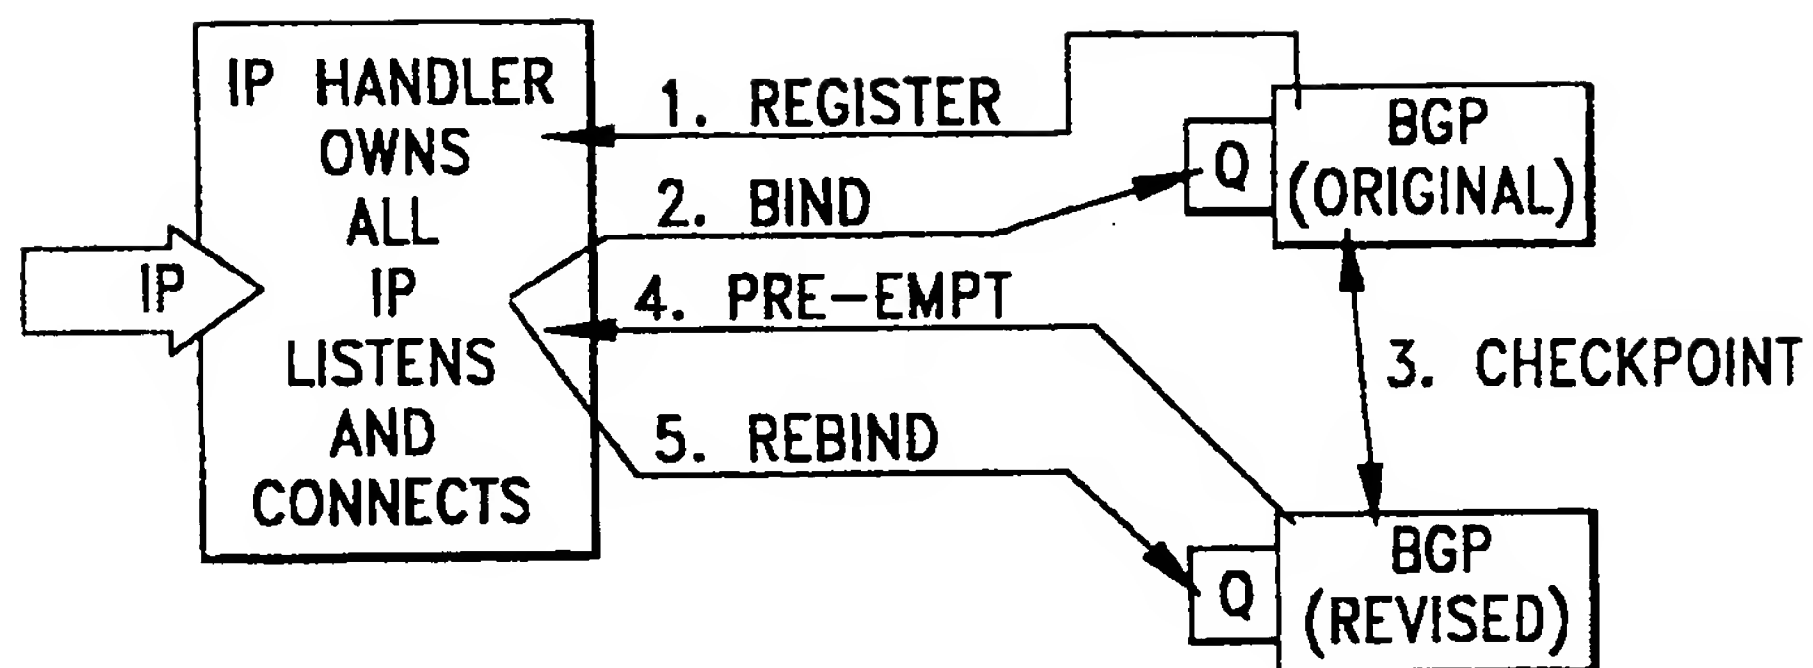 IP HANDLER
OWNS
ALL
IP
LISTENS
AND
CONNECTS
IP
1. REGISTER
2. BIND
4. PRE-EMPT
5. REBIND
Q
BGP
(ORIGINAL)
3. CHECKPOINT
Q
BGP
(REVISED)